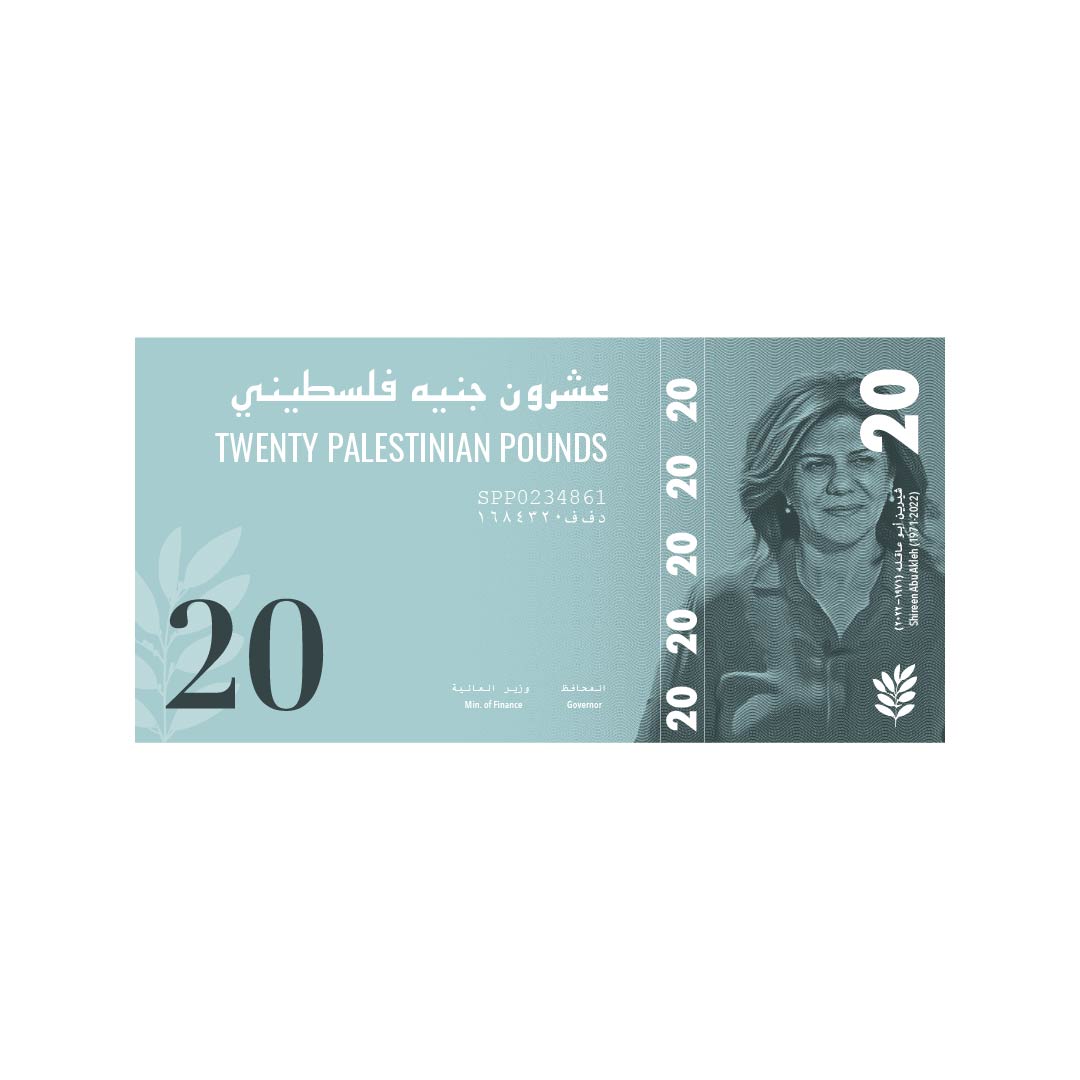 عشرون جنيه فلسطيني
TWENTY PALESTINIAN POUNDS
SPP0234861
دفف٠٢٣٤٨٦١
20
وزير المالية
Min. of Finance
المحافظ
Governor
20
20
20
20
20
20
شيرين أبو عاقله (١٩٧١-٢٠٢٢)
Shireen Abu Akleh (1971-2022)